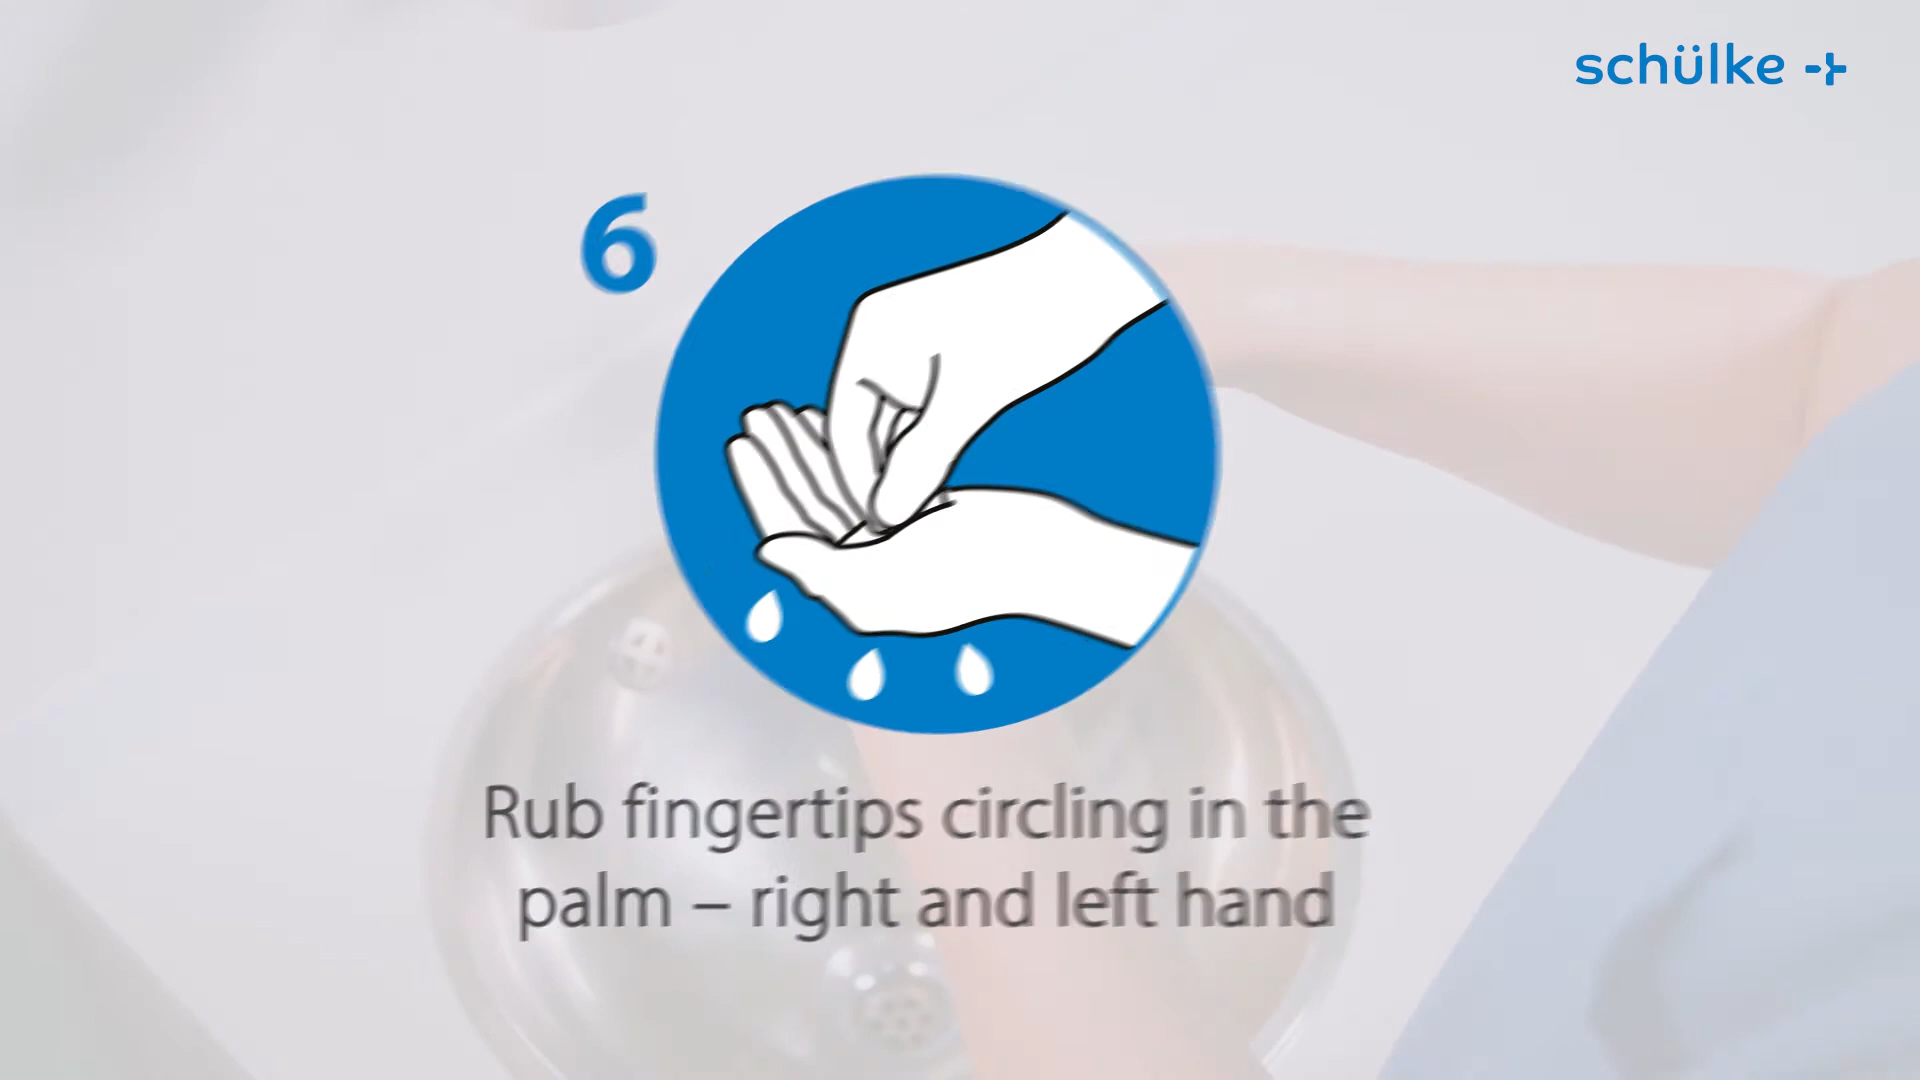 schülke
6
Rub fingertips circling in the
palm – right and left hand